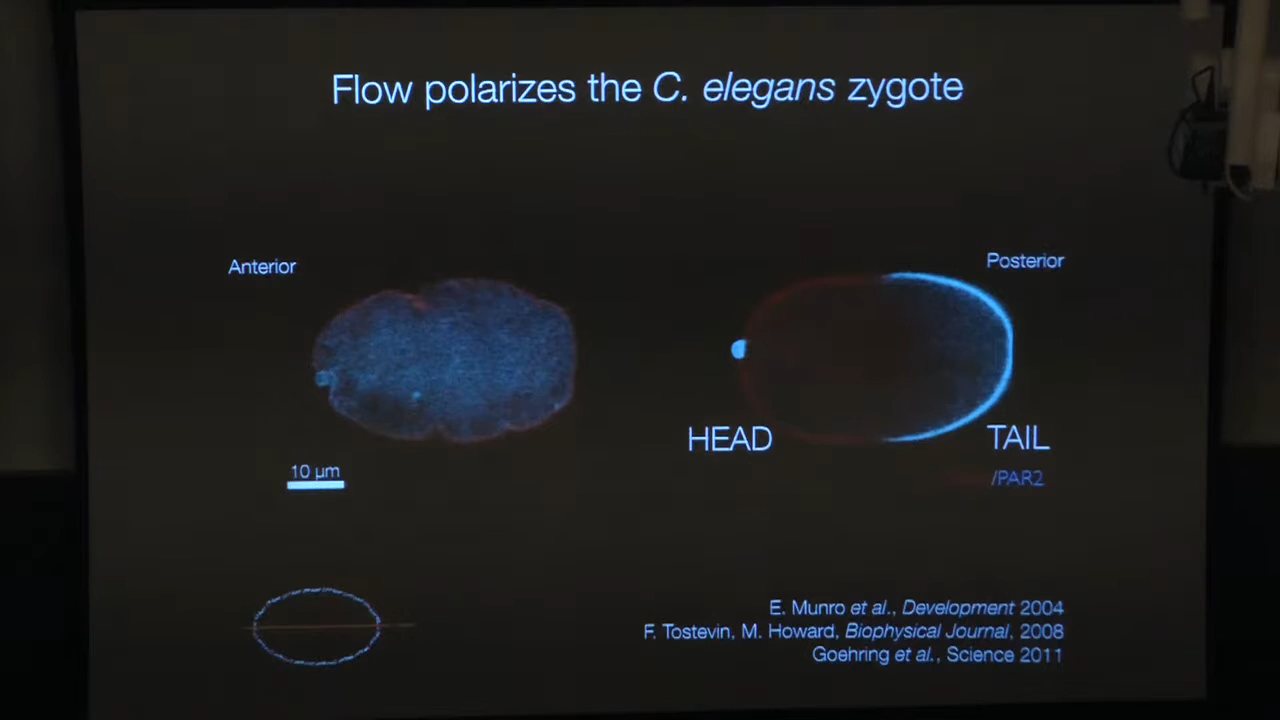 Flow polarizes the C. elegans zygote
Anterior
Posterior
HEAD
TAIL
10 µm
/PAR2
E. Munro et al., Development 2004
F. Tostevin, M. Howard, Biophysical Journal, 2008
Goehring et al., Science 2011